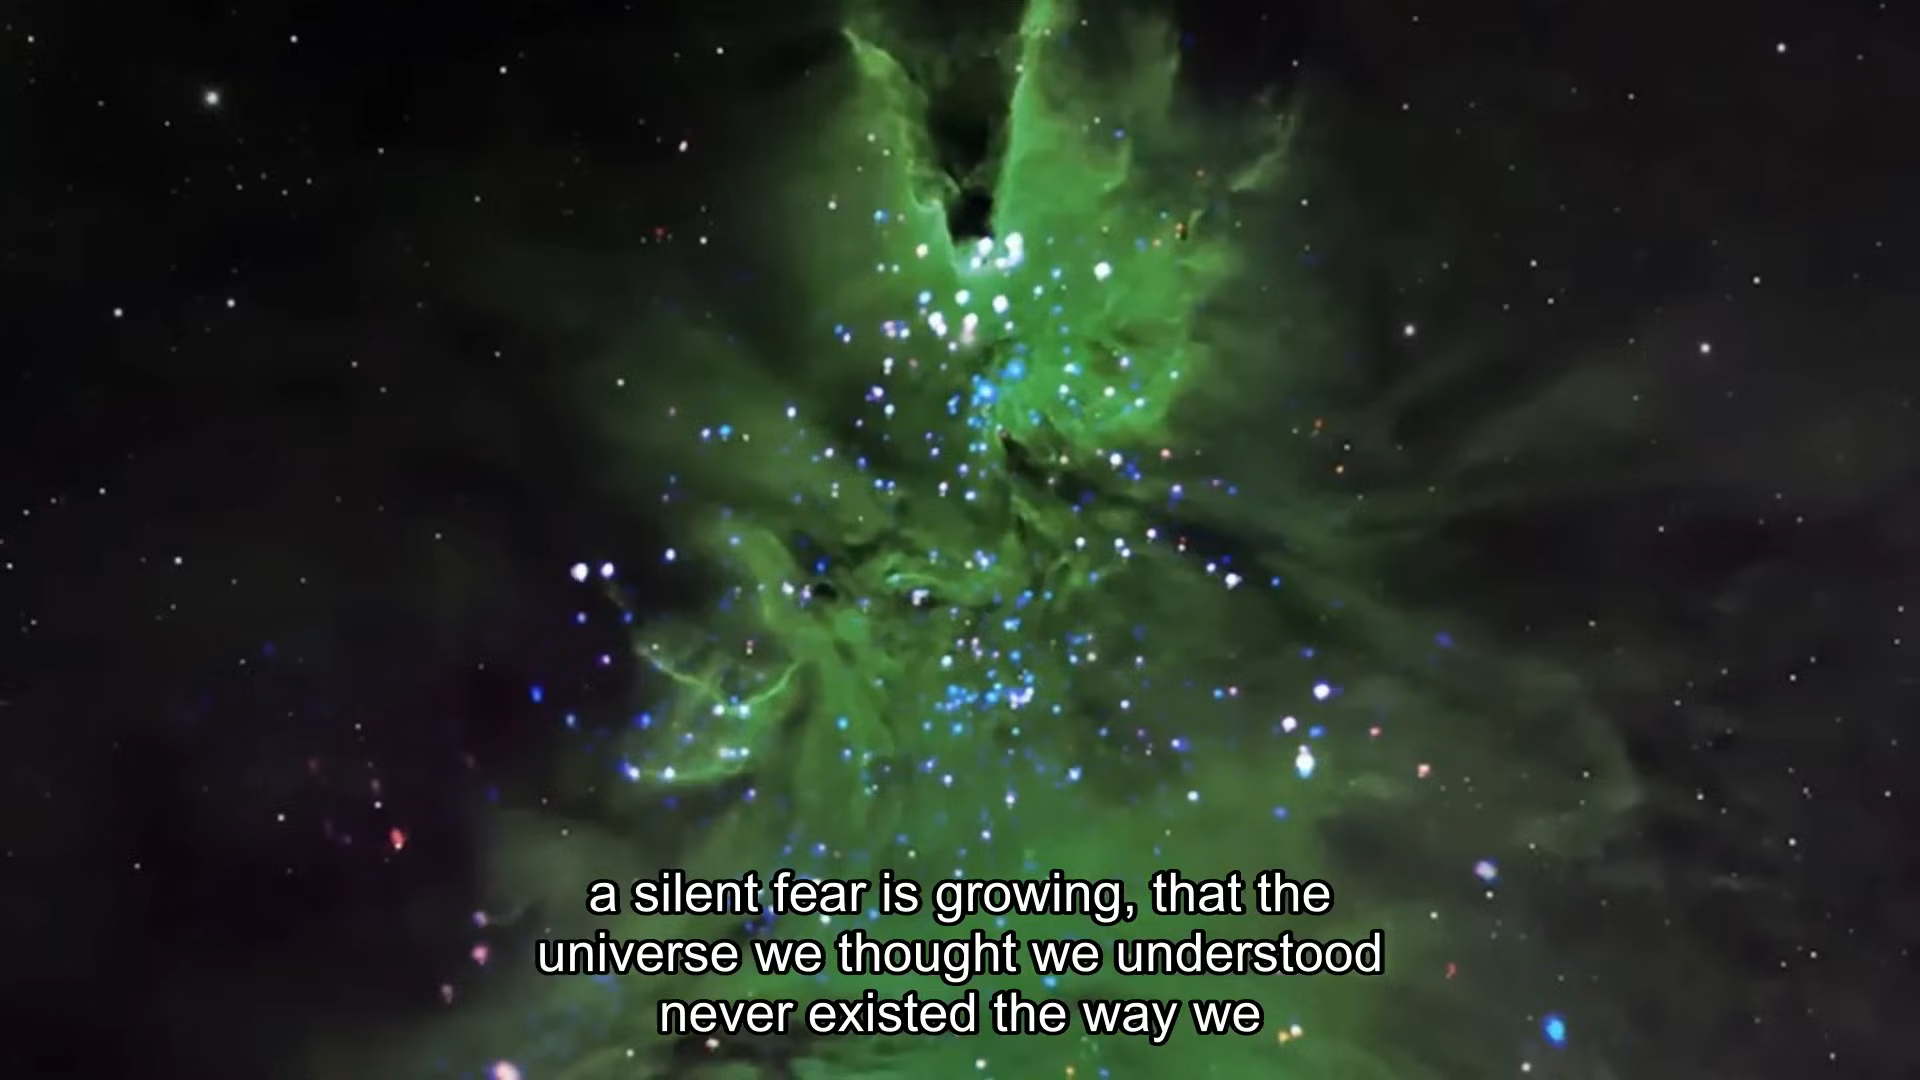 a silent fear is growing, that the
universe we thought we understood
never existed the way we